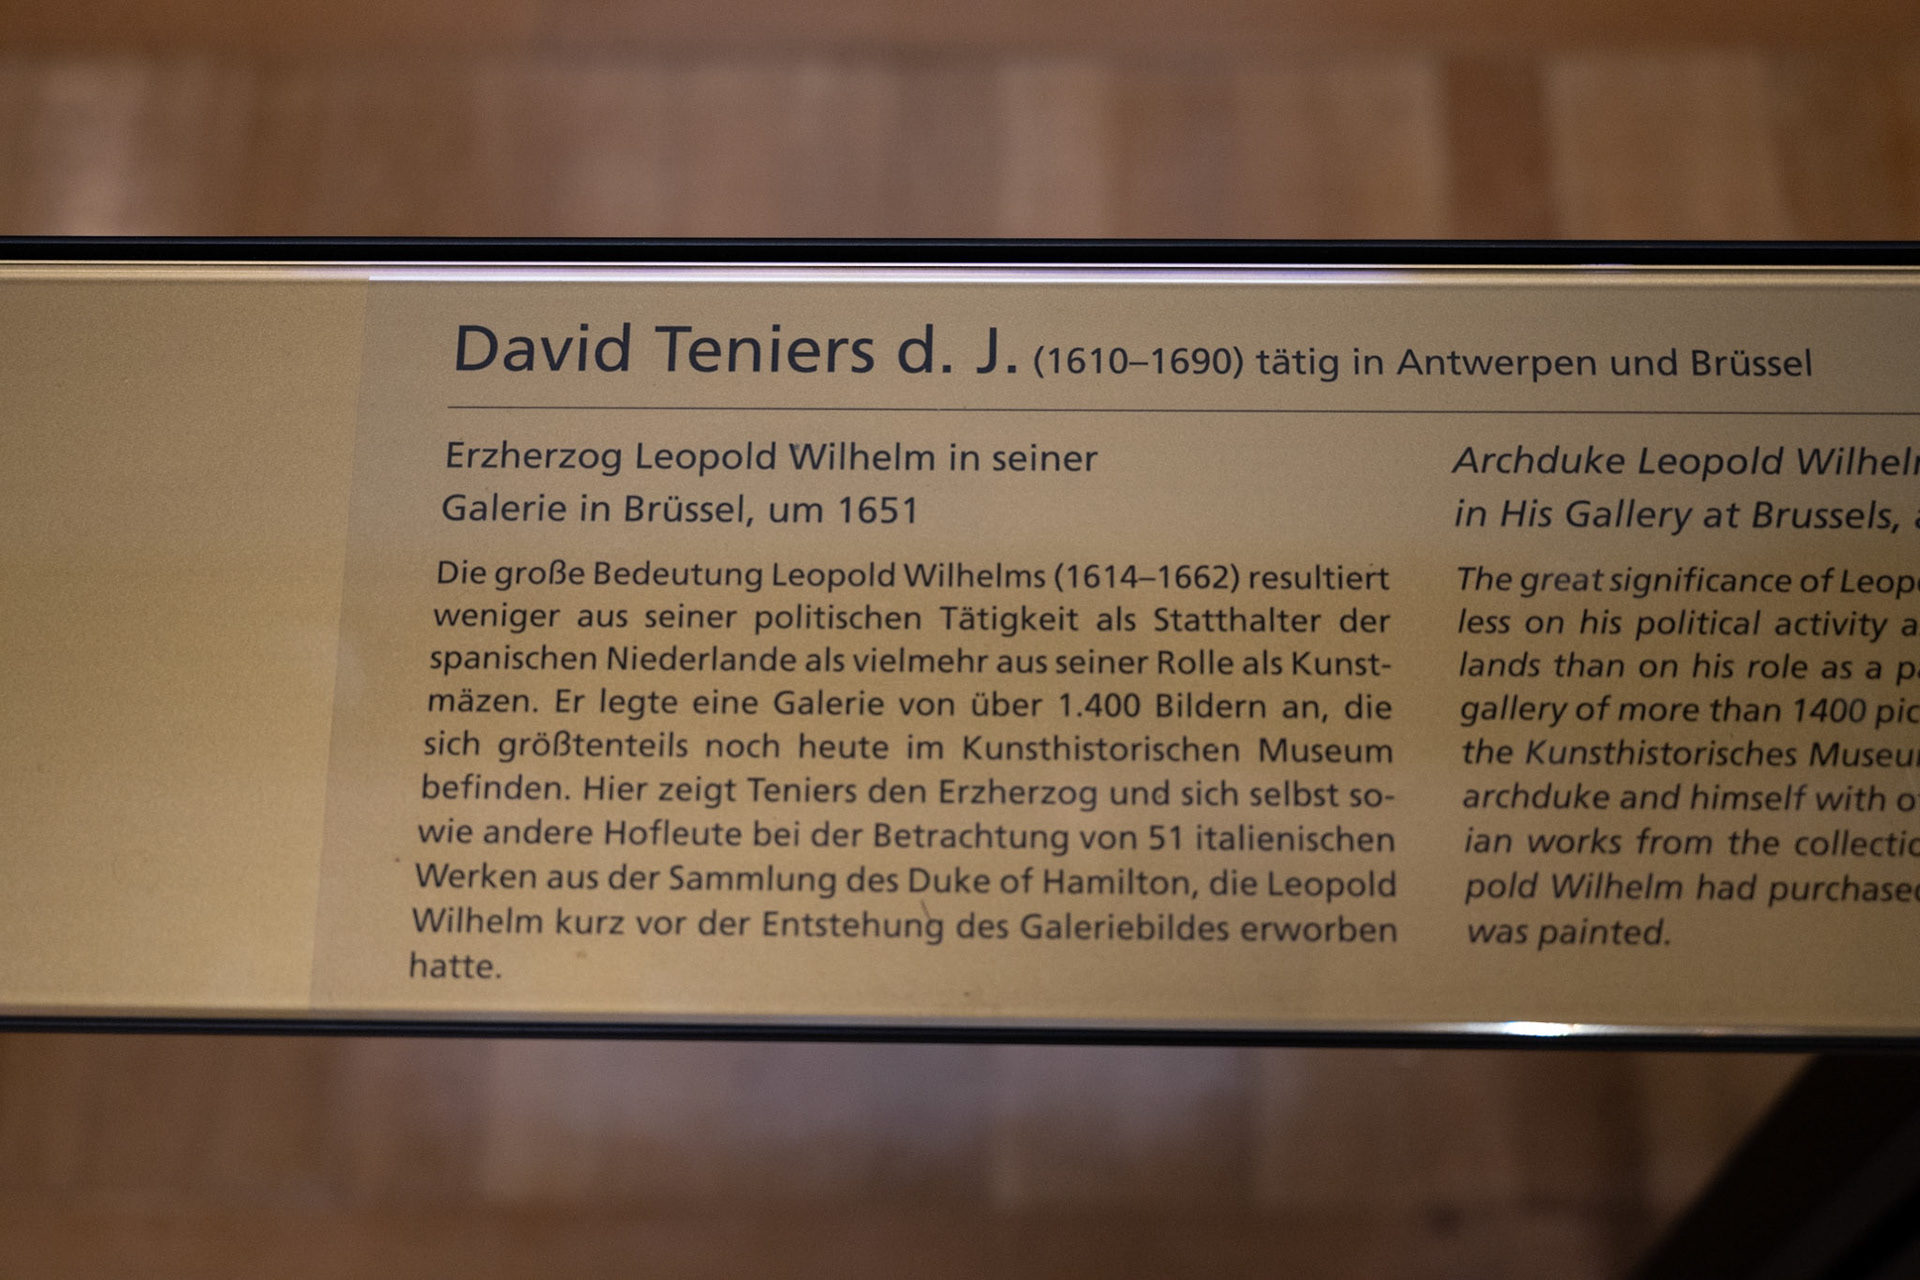 David Teniers d. J. (1610–1690) tätig in Antwerpen und Brüssel
Erzherzog Leopold Wilhelm in seiner
Galerie in Brüssel, um 1651
Die große Bedeutung Leopold Wilhelms (1614–1662) resultiert
weniger aus seiner politischen Tätigkeit als Statthalter der
spanischen Niederlande als vielmehr aus seiner Rolle als Kunst-
mäzen. Er legte eine Galerie von über 1.400 Bildern an, die
sich größtenteils noch heute im Kunsthistorischen Museum
befinden. Hier zeigt Teniers den Erzherzog und sich selbst so-
wie andere Hofleute bei der Betrachtung von 51 italienischen
Werken aus der Sammlung des Duke of Hamilton, die Leopold
Wilhelm kurz vor der Entstehung des Galeriebildes erworben
hatte.
Archduke Leopold
in His Gallery at Brussels,
The great significance of
less on his political activity
lands than on his role as a
gallery of more than 1400
the Kunsthistorisches
archduke and himself with
ian works from the
pold Wilhelm had
was painted.